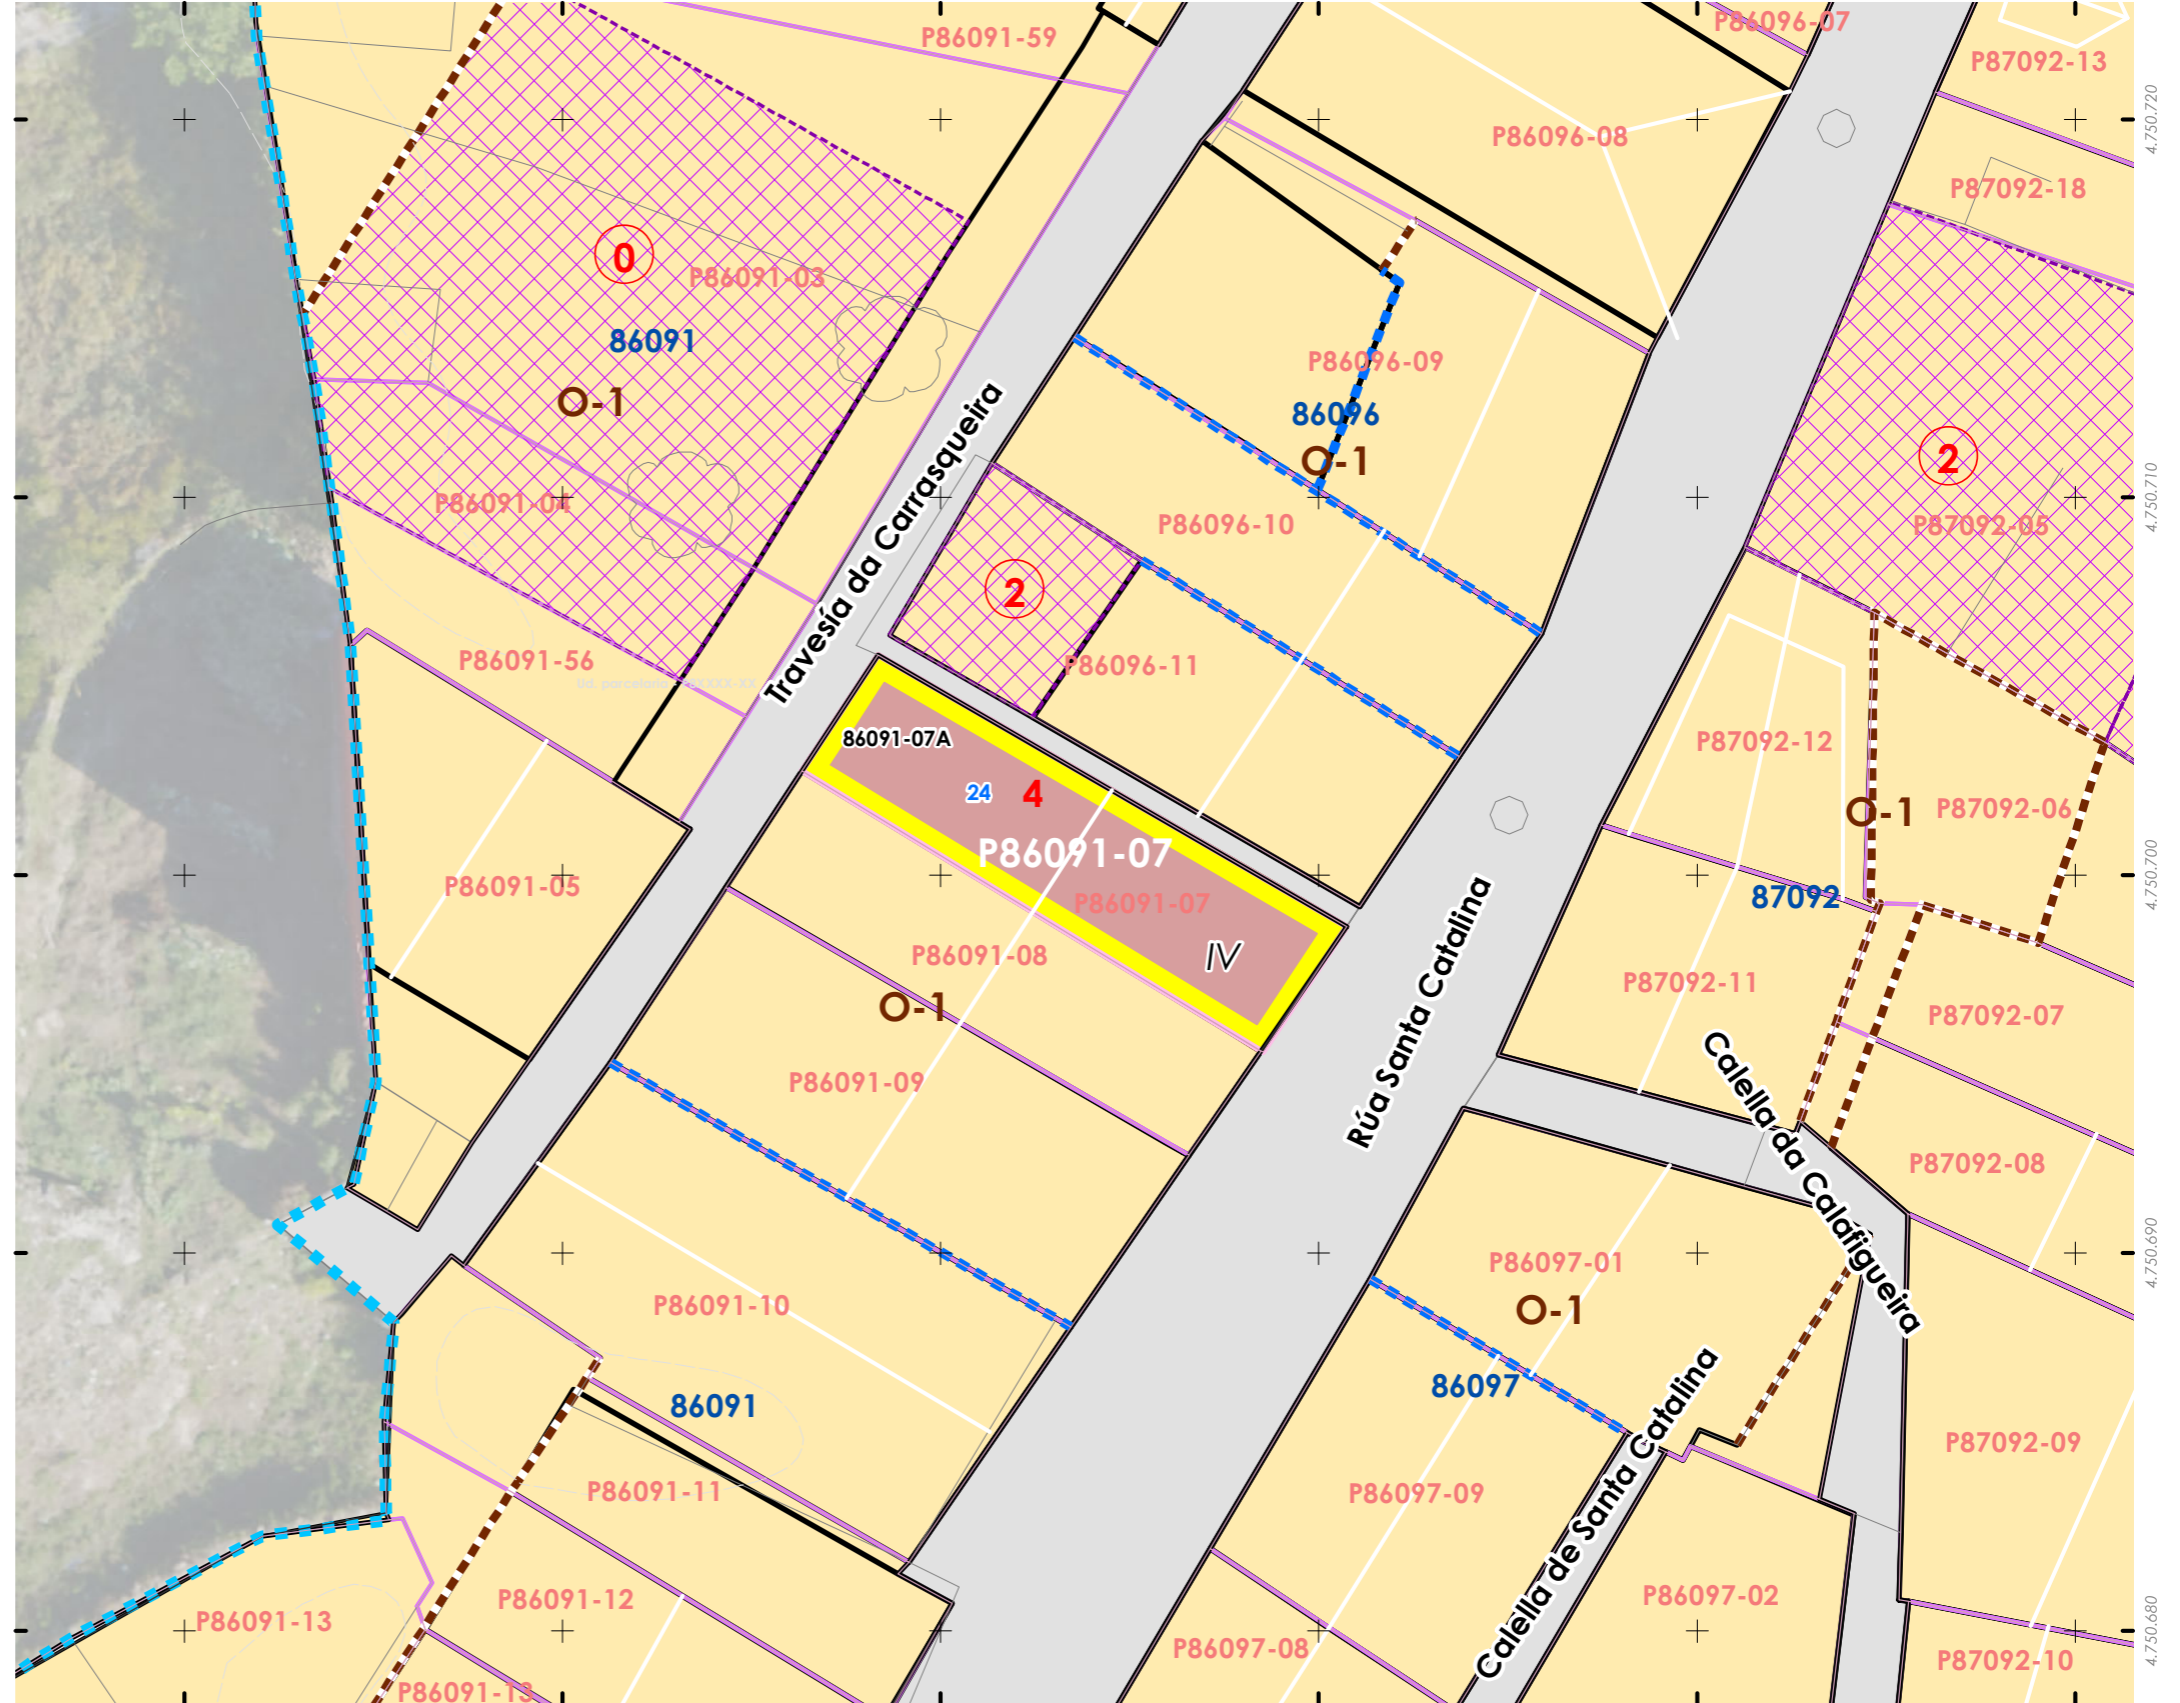 P86091-59
P86096-07
P87092-13
4.750.720
P86096-08
P87092-18
0
P86091-03
86091
O-1
P86096-09
86096
O-1
2
P87092-05
4.750.710
P86091-04
P86096-10
Travesía da Carrasqueira
2
P86091-56
P86096-11
86091-07A
24
4
P86091-07
P86091-07
IV
P87092-12
O-1
P87092-06
87092
4.750.700
P86091-05
P86091-08
O-1
Rúa Santa Catalina
P87092-11
P87092-07
P86091-09
Calella da Calafigueira
P87092-08
4.750.690
P86097-01
O-1
P86091-10
86097
86091
P87092-09
P86091-11
P86097-09
Calella de Santa Catalina
P86091-12
P86097-02
P86091-13
P86097-08
4.750.680
P87092-10
P86091-13